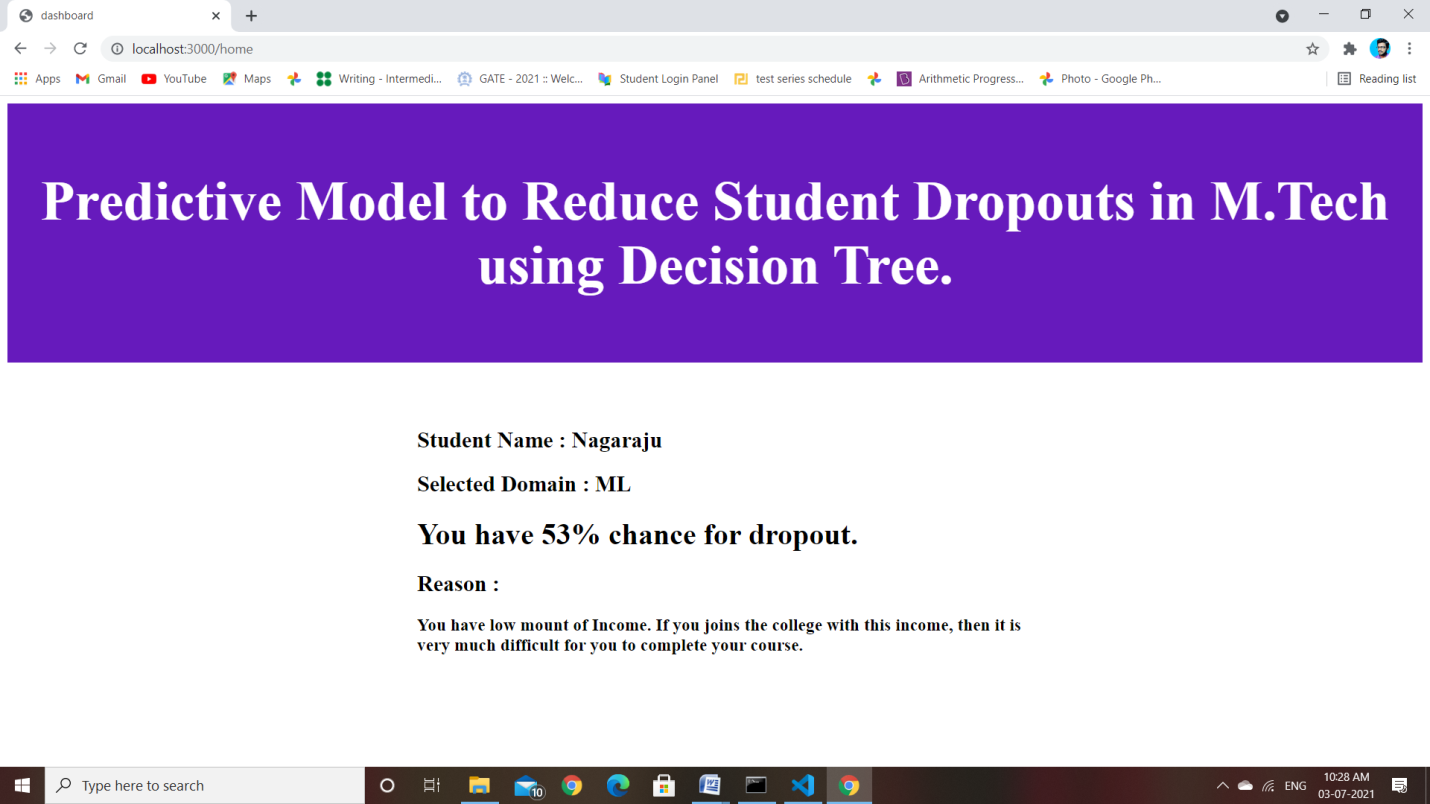 dashboard
localhost:3000/home
Apps Gmail YouTube Maps Writing - Intermedi... GATE - 2021 :: Welc... Student Login Panel test series schedule Arithmetic Progress... Photo - Google Ph... Reading list
Predictive Model to Reduce Student Dropouts in M.Tech
using Decision Tree.
Student Name : Nagaraju
Selected Domain : ML
You have 53% chance for dropout.
Reason :
You have low mount of Income. If you joins the college with this income, then it is
very much difficult for you to complete your course.
Type here to search
10
ENG
10:28 AM
03-07-2021